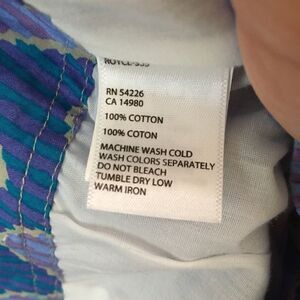 RN 54226
CA 14980
100% COTTON
100% COTON
MACHINE WASH COLD
WASH COLORS SEPARATELY
DO NOT BLEACH
TUMBLE DRY LOW
WARM IRON